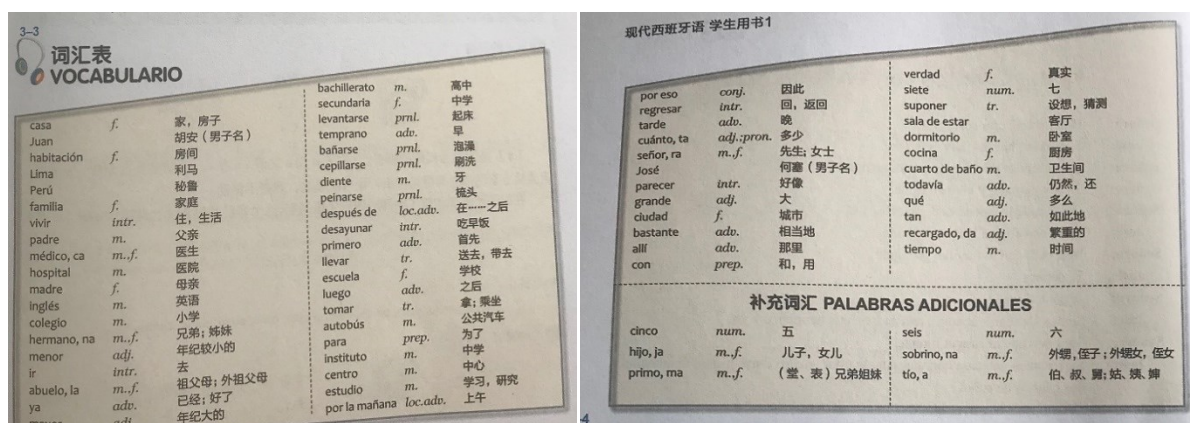 3-3
词汇表
VOCABULARIO
casa f. 家，房子
Juan 胡安（男子名）
habitación f. 房间
Lima 利马
Perú 秘鲁
familia f. 家庭
vivir intr. 住，生活
padre m. 父亲
médico, ca m.,f. 医生
hospital m. 医院
madre f. 母亲
inglés m. 英语
colegio m. 小学
hermano, na m.,f. 兄弟；姊妹
menor adj. 年纪较小的
ir intr. 去
abuelo, la m.,f. 祖父母；外祖父母
ya adv. 已经；好了
adj. 年纪大的
bachillerato m. 高中
secundaria f. 中学
levantarse prnl. 起床
temprano adv. 早
bañarse prnl. 泡澡
cepillarse prnl. 刷洗
diente m. 牙
peinarse prnl. 梳头
después de loc.adv. 在……之后
desayunar intr. 吃早饭
primero adv. 首先
llevar tr. 送去，带去
escuela f. 学校
luego adv. 之后
tomar tr. 拿；乘坐
autobús m. 公共汽车
para prep. 为了
instituto m. 中学
centro m. 中心
estudio m. 学习，研究
por la mañana loc.adv. 上午
现代西班牙语 学生用书1
por eso conj. 因此
regresar intr. 回，返回
tarde adv. 晚
cuánto, ta adj.;pron. 多少
señor, ra m.,f. 先生; 女士
José 何塞（男子名）
parecer intr. 好像
grande adj. 大
ciudad f. 城市
bastante adv. 相当地
allí adv. 那里
con prep. 和，用
verdad f. 真实
siete num. 七
suponer tr. 设想，猜测
sala de estar 客厅
dormitorio m. 卧室
cocina f. 厨房
cuarto de baño m. 卫生间
todavía adv. 仍然，还
qué adj. 多么
tan adv. 如此地
recargado, da adj. 繁重的
tiempo m. 时间
补充词汇 PALABRAS ADICIONALES
cinco num. 五
hijo, ja m.,f. 儿子，女儿
primo, ma m.,f. （堂、表）兄弟姐妹
seis num. 六
sobrino, na m.,f. 外甥，侄子；外甥女，侄女
tío, a m.,f. 伯、叔、舅；姑、姨、婶
4